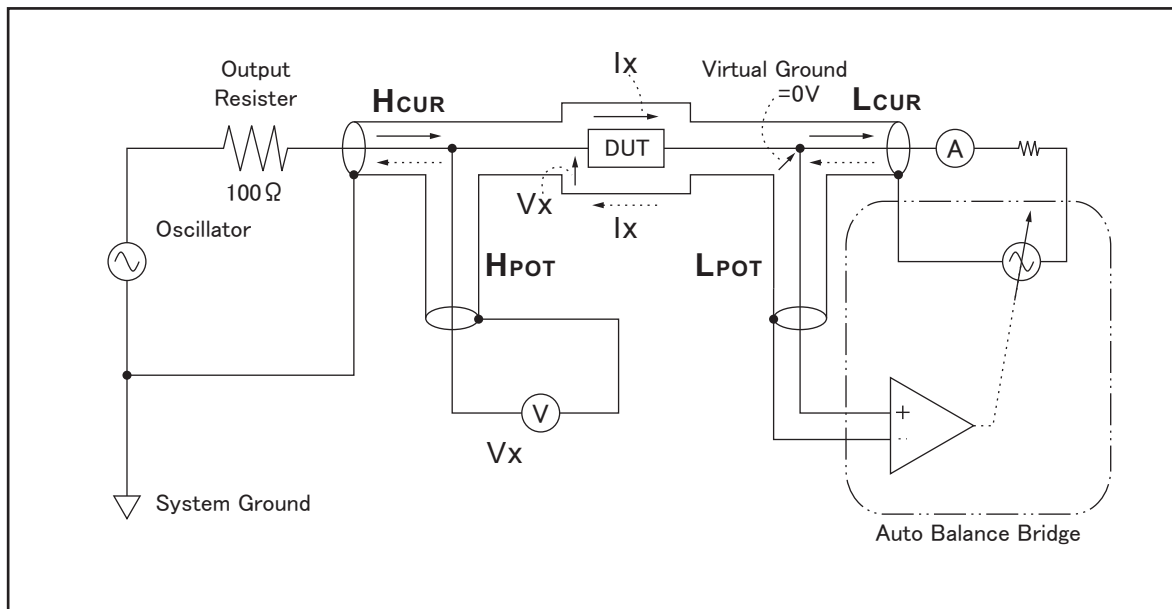 Output
Resister
100Ω
Oscillator
System Ground
HCUR
Ix
DUT
Vx
Ix
HPOT
V
Vx
Virtual Ground
=0V
LCUR
A
LPOT
+
-
Auto Balance Bridge